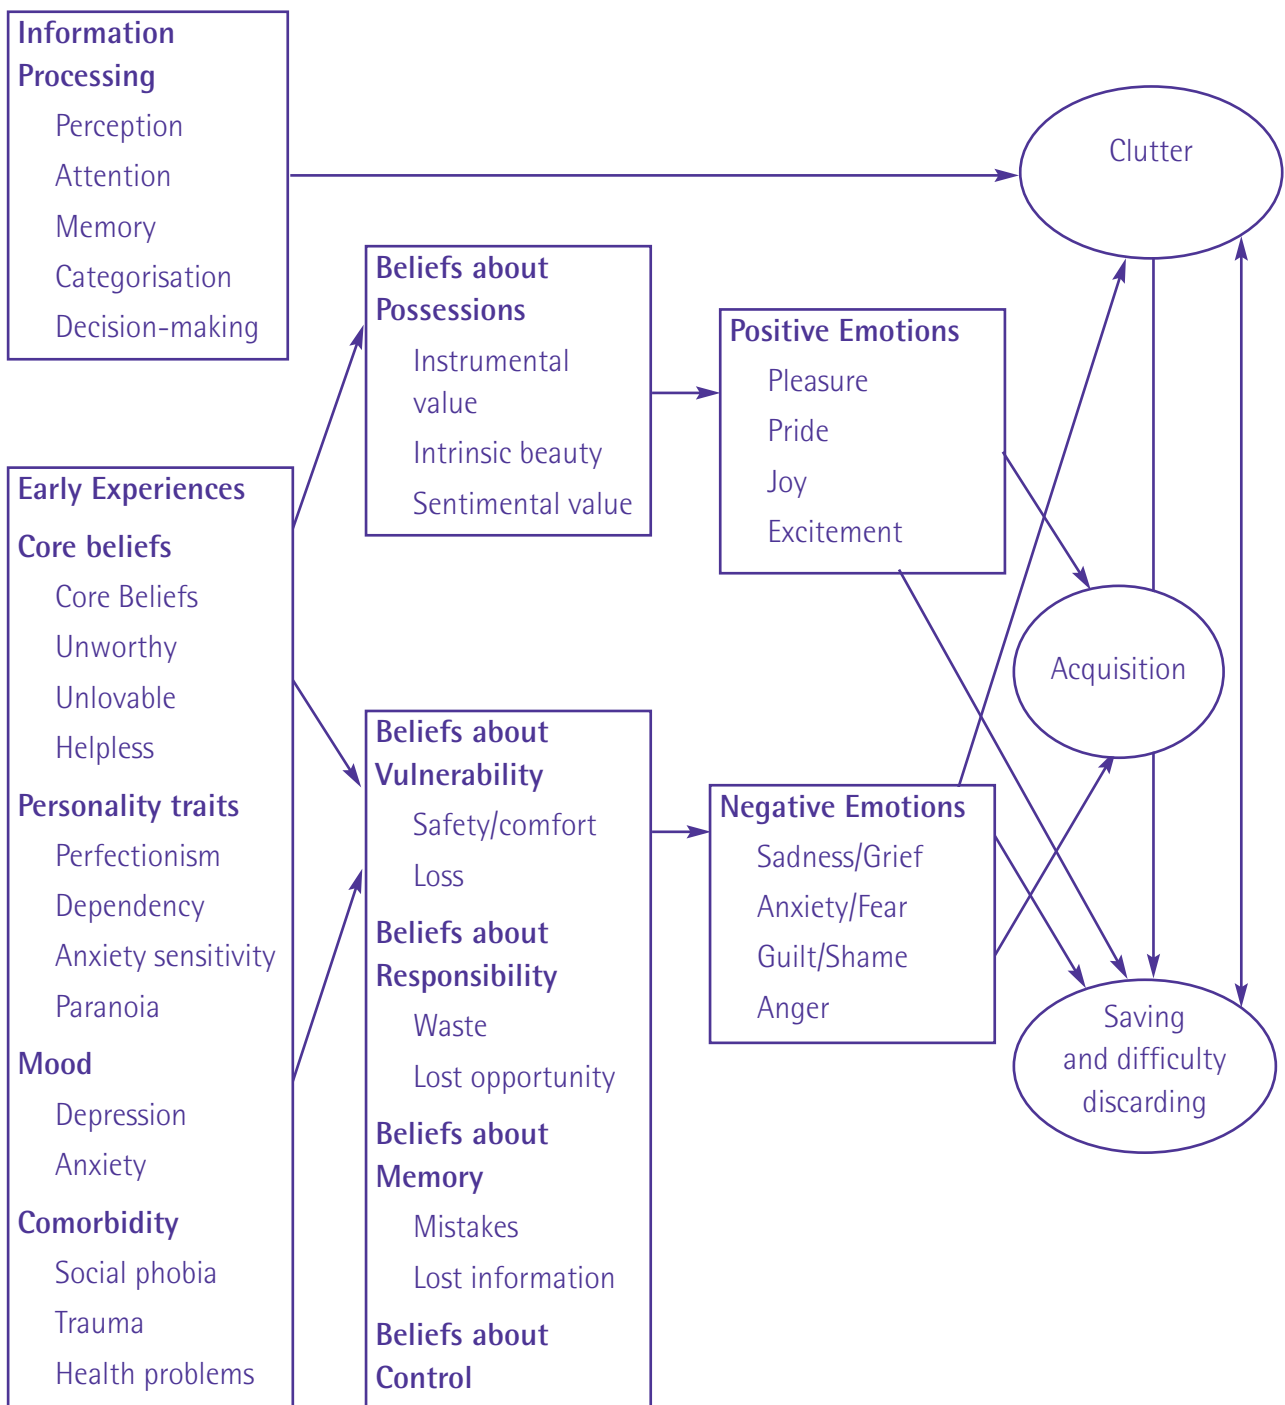 Information
Processing
Perception
Attention
Memory
Categorisation
Decision-making
Early Experiences
Core beliefs
Core Beliefs
Unworthy
Unlovable
Helpless
Personality traits
Perfectionism
Dependency
Anxiety sensitivity
Paranoia
Mood
Depression
Anxiety
Comorbidity
Social phobia
Trauma
Health problems
Beliefs about
Possessions
Instrumental
value
Intrinsic beauty
Sentimental value
Beliefs about
Vulnerability
Safety/comfort
Loss
Beliefs about
Responsibility
Waste
Lost opportunity
Beliefs about
Memory
Mistakes
Lost information
Beliefs about
Control
Positive Emotions
Pleasure
Pride
Joy
Excitement
Negative Emotions
Sadness/Grief
Anxiety/Fear
Guilt/Shame
Anger
Clutter
Acquisition
Saving
and difficulty
discarding